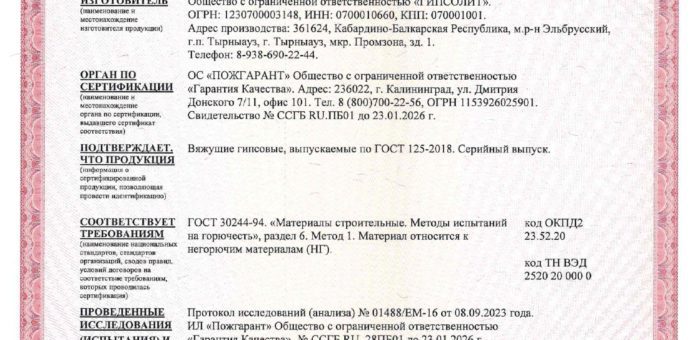 ИЗГОТОВИТЕЛЬ
(наименование и
местонахождение
изготовителя продукции)
Общество с ограниченной ответственностью «ГИПСОЛИТ».
ОГРН: 1230700003148, ИНН: 0700010660, КПП: 070001001.
Адрес производства: 361624, Кабардино-Балкарская Республика, м.р-н Эльбрусский,
г.п. Тырныауз, г. Тырныауз, мкр. Промзона, зд. 1.
Телефон: 8-938-690-22-44.
ОРГАН ПО
СЕРТИФИКАЦИИ
(наименование и
местонахождение
органа по сертификации,
выдавшего сертификат
соответствия)
ОС «ПОЖГАРАНТ» Общество с ограниченной ответственностью
«Гарантия Качества». Адрес: 236022, г. Калининград, ул. Дмитрия
Донского 7/11, офис 101. Тел. 8 (800)700-22-56, ОГРН 1153926025901.
Свидетельство № ССГБ RU.ПБ01 до 23.01.2026 г.
ПОДТВЕРЖДАЕТ,
ЧТО ПРОДУКЦИЯ
(информация о
сертифицированной
продукции, позволяющая
провести идентификацию)
Вяжущие гипсовые, выпускаемые по ГОСТ 125-2018. Серийный выпуск.
СООТВЕТСТВУЕТ
ТРЕБОВАНИЯМ
(наименование национальных
стандартов, стандартов
организаций, сводов правил,
условий договоров на
соответствие требованиям,
которых проводилась
сертификация)
ГОСТ 30244-94. «Материалы строительные. Методы испытаний
на горючесть», раздел 6. Метод 1. Материал относится к
негорючим материалам (НГ).
код ОКПД2
23.52.20
код ТН ВЭД
2520 20 000 0
ПРОВЕДЕННЫЕ
ИССЛЕДОВАНИЯ
(ИСПЫТАНИЯ) И
Протокол исследований (анализа) № 01488/ЕМ-16 от 08.09.2023 года.
ИЛ «Пожгарант» Общество с ограниченной ответственностью
«Гарантия Качества». № ССГБ RU. 28ПБ01 до 23.01.2026 г.